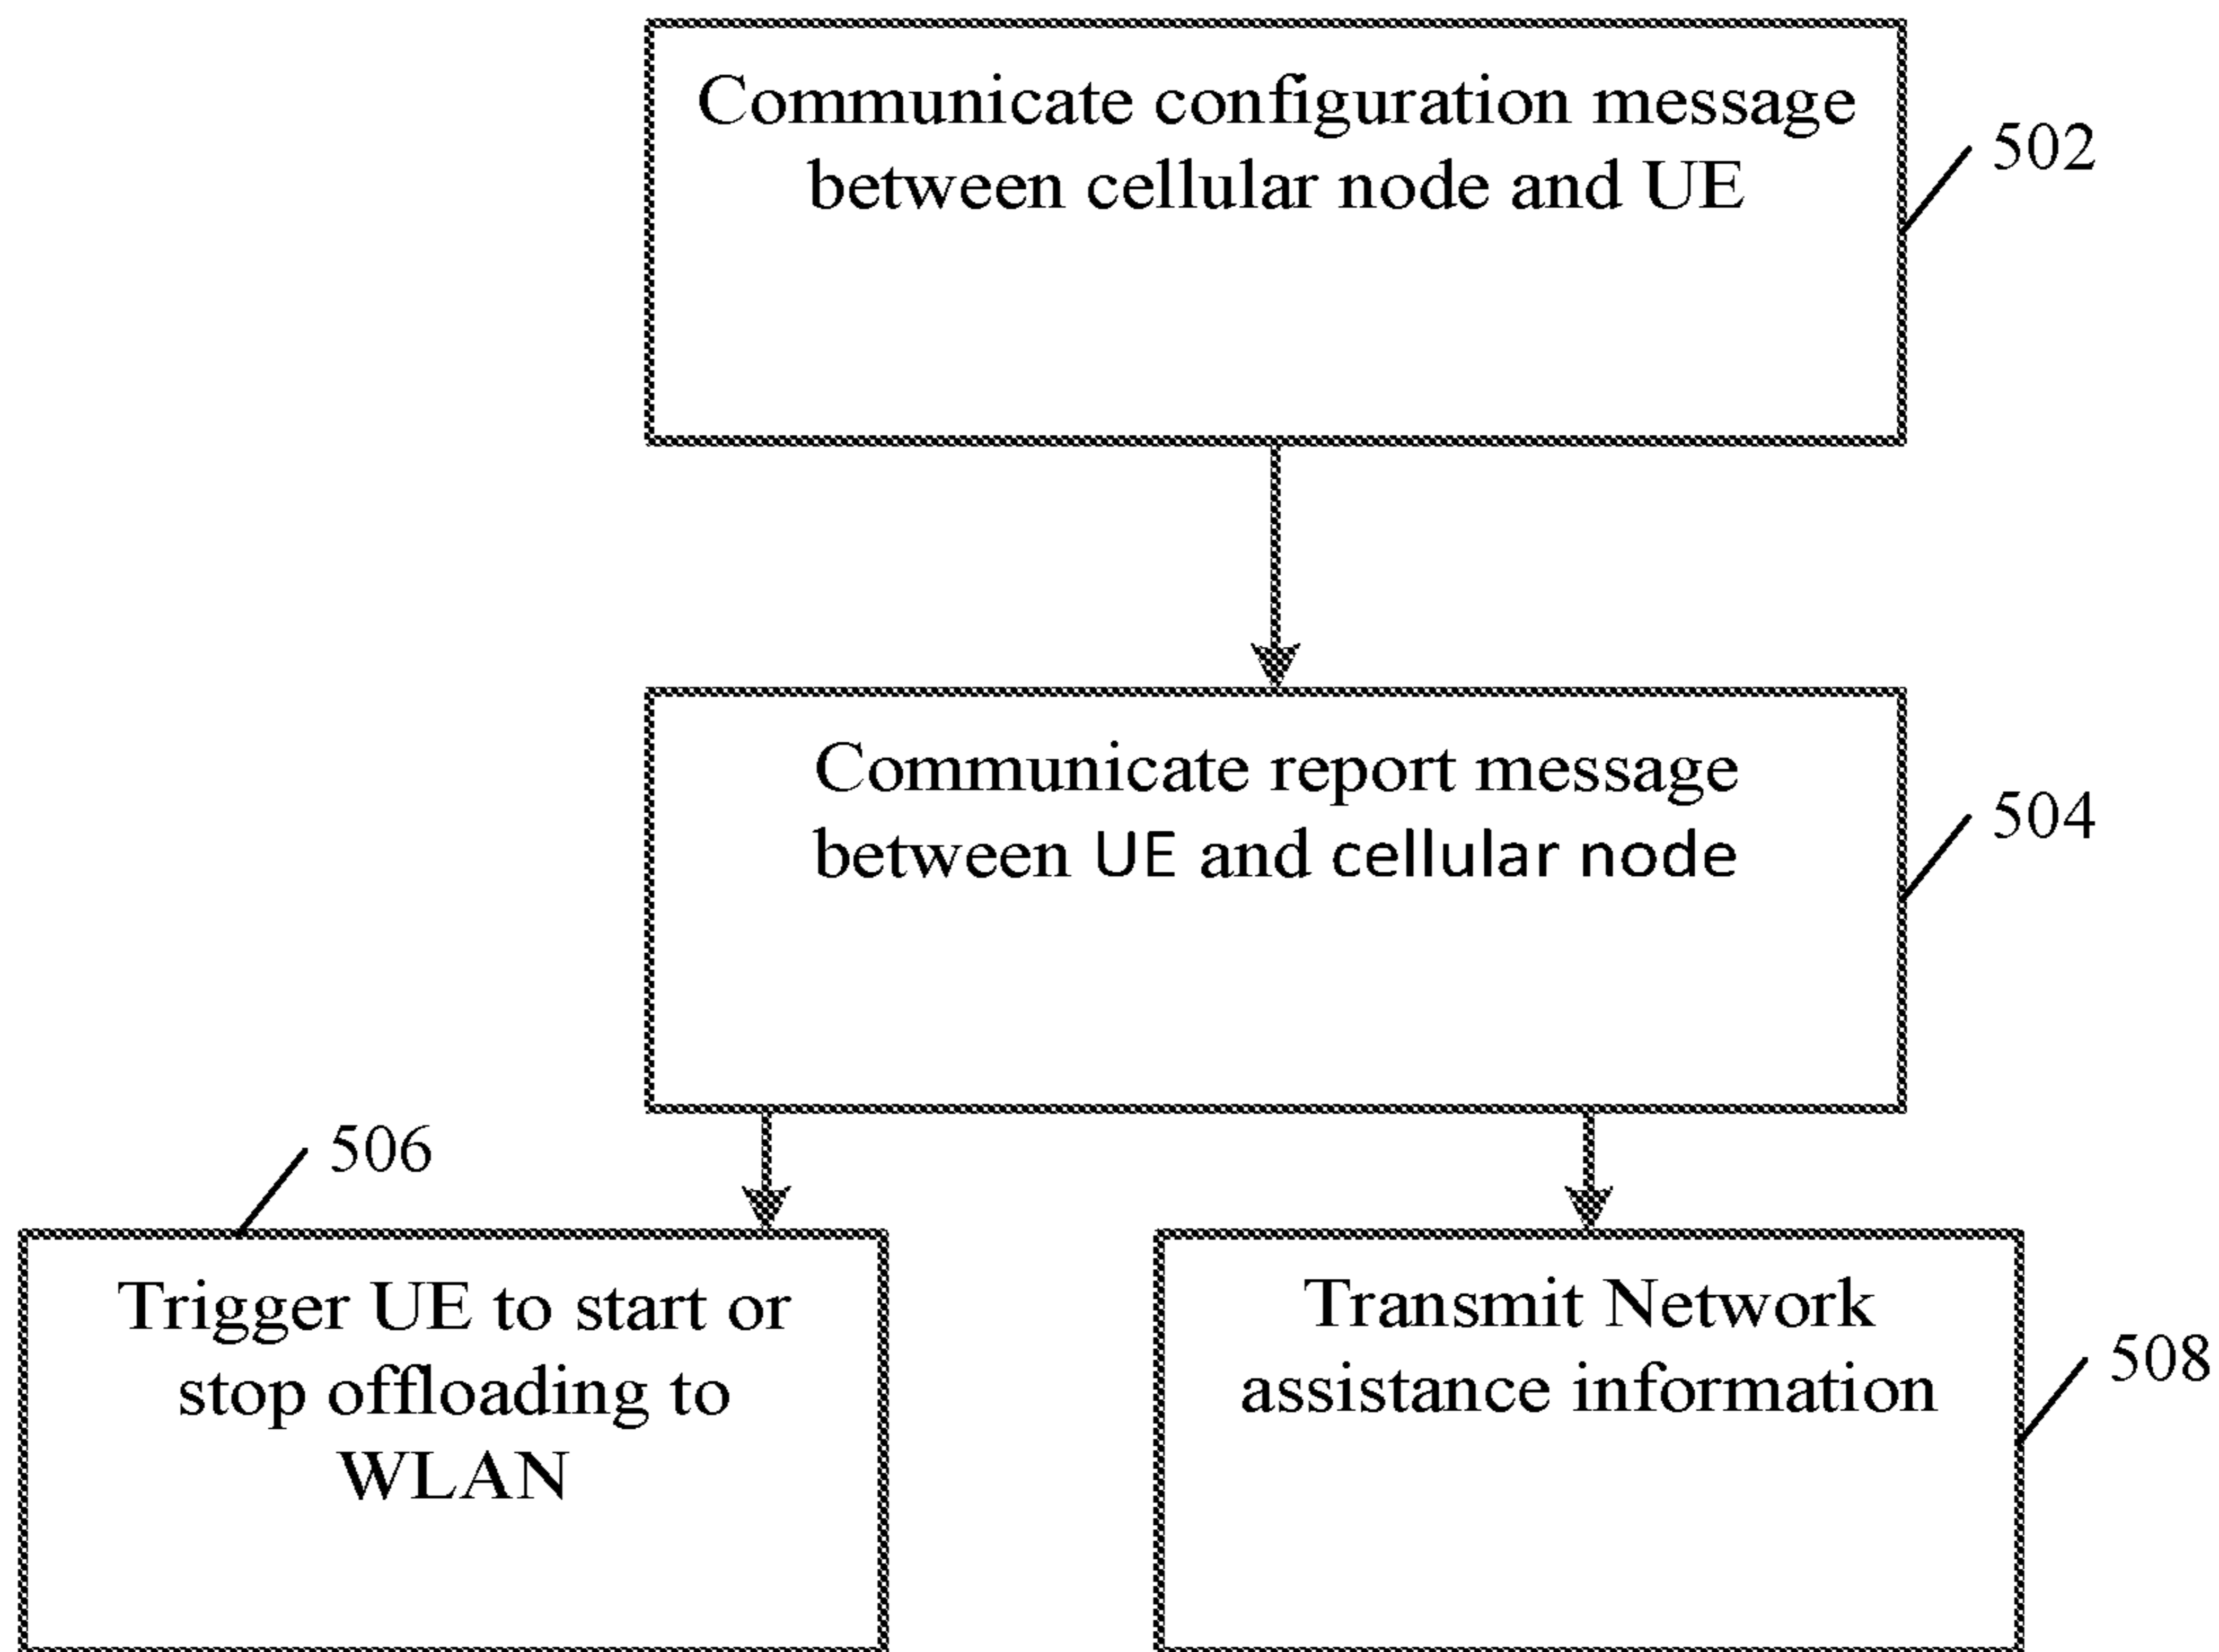 Communicate configuration message
between cellular node and UE
502
Communicate report message
between UE and cellular node
504
506
Trigger UE to start or
stop offloading to
WLAN
Transmit Network
assistance information
508